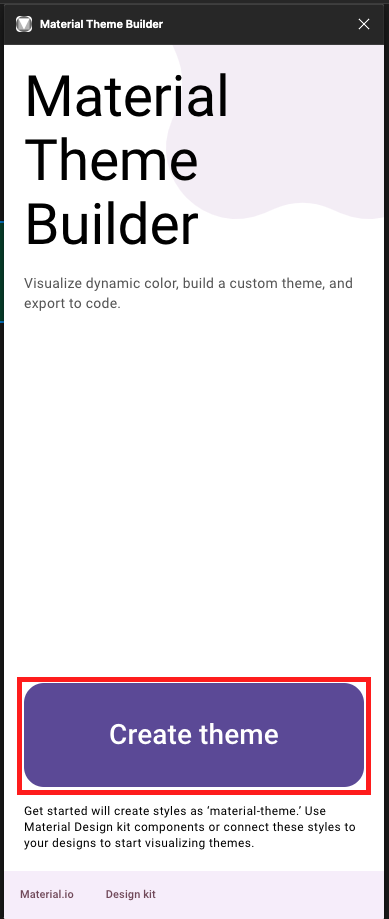 Material Theme Builder
Material
Theme
Builder
Visualize dynamic color, build a custom theme, and
export to code.
Create theme
Get started will create styles as ‘material-theme.’ Use
Material Design kit components or connect these styles to
your designs to start visualizing themes.
Material.io Design kit